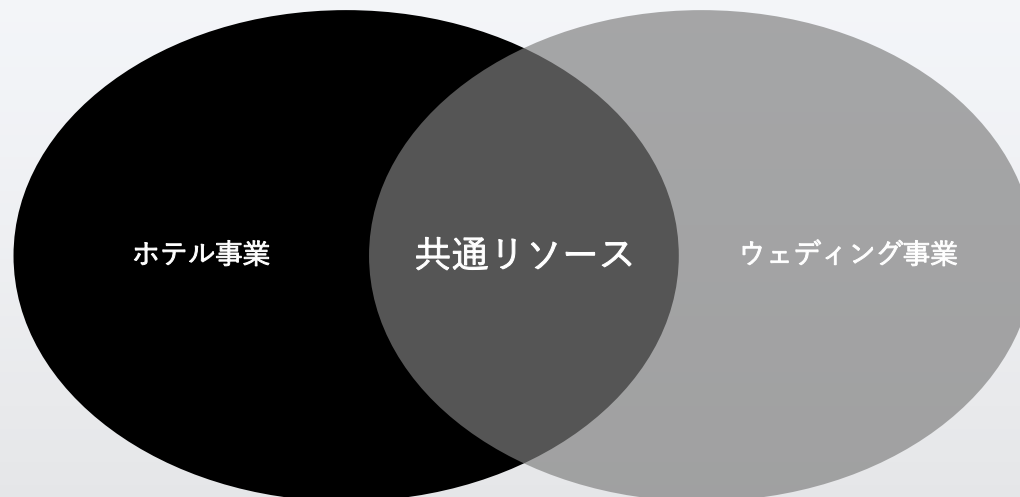 ホテル事業
共通リソース
ウェディング事業